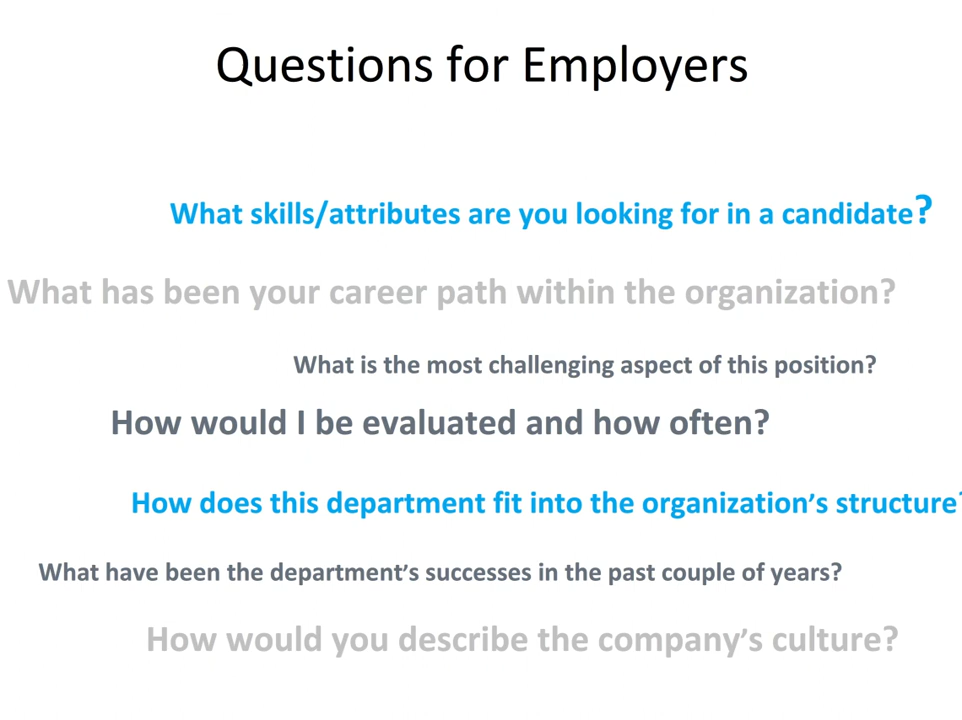 Questions for Employers
What skills/attributes are you looking for in a candidate?
What has been your career path within the organization?
What is the most challenging aspect of this position?
How would I be evaluated and how often?
How does this department fit into the organization’s structure?
What have been the department’s successes in the past couple of years?
How would you describe the company’s culture?